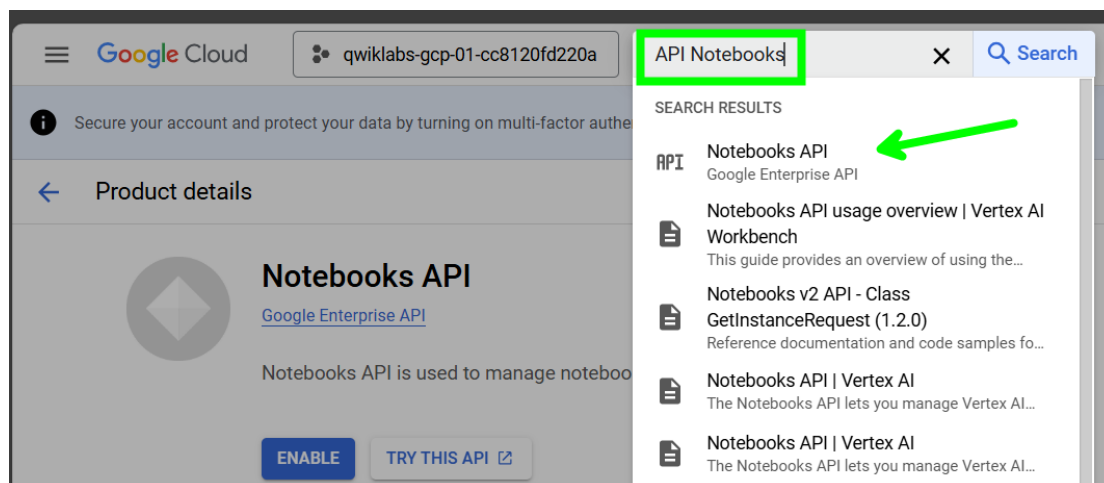 Google Cloud
qwiklabs-gcp-01-cc8120fd220a
API Notebooks
Search
Secure your account and protect your data by turning on multi-factor authe
Product details
Notebooks API
Google Enterprise API
Notebooks API is used to manage noteboo
ENABLE
TRY THIS API
SEARCH RESULTS
API
Notebooks API
Google Enterprise API
Notebooks API usage overview | Vertex AI
Workbench
This guide provides an overview of using the...
Notebooks v2 API - Class
GetInstanceRequest (1.2.0)
Reference documentation and code samples fo...
Notebooks API | Vertex AI
The Notebooks API lets you manage Vertex AI...
Notebooks API | Vertex AI
The Notebooks API lets you manage Vertex AI...